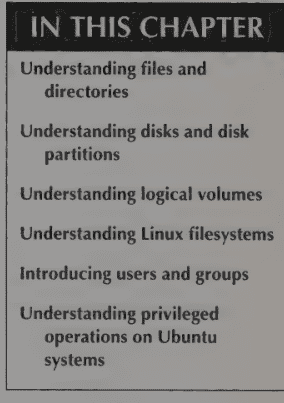 IN THIS CHAPTER
Understanding files and
directories
Understanding disks and disk
partitions
Understanding logical volumes
Understanding Linux filesystems
Introducing users and groups
Understanding privileged
operations on Ubuntu
systems